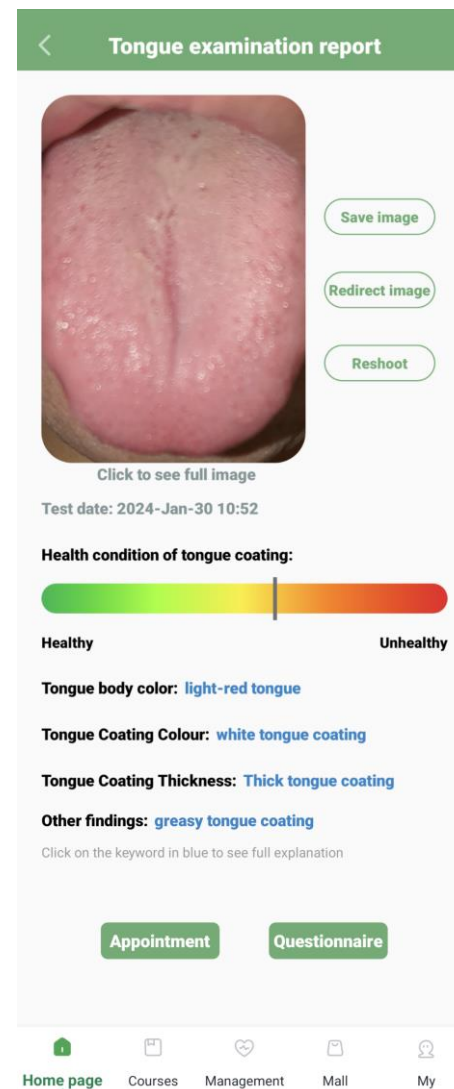 Tongue examination report
Save image
Redirect image
Reshoot
Click to see full image
Test date: 2024-Jan-30 10:52
Health condition of tongue coating:
Healthy Unhealthy
Tongue body color: light-red tongue
Tongue Coating Colour: white tongue coating
Tongue Coating Thickness: Thick tongue coating
Other findings: greasy tongue coating
Click on the keyword in blue to see full explanation
Appointment Questionnaire
Home page Courses Management Mall My